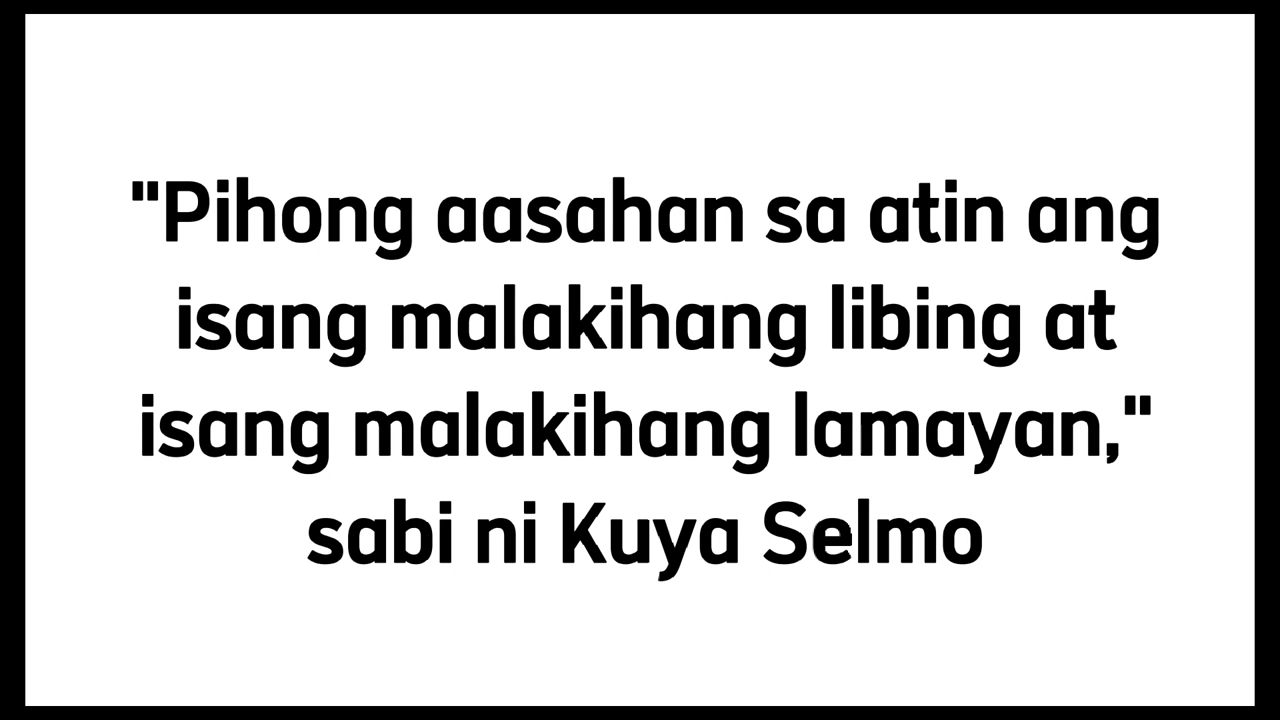 "Pihong aasahan sa atin ang
isang malakihang libing at
isang malakihang lamayan,"
sabi ni Kuya Selmo